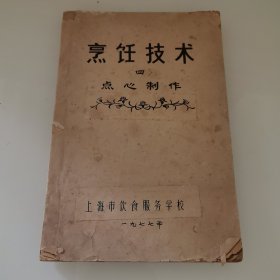 烹饪技术
四
点心制作
上海市饮食服务学校
一九七七年